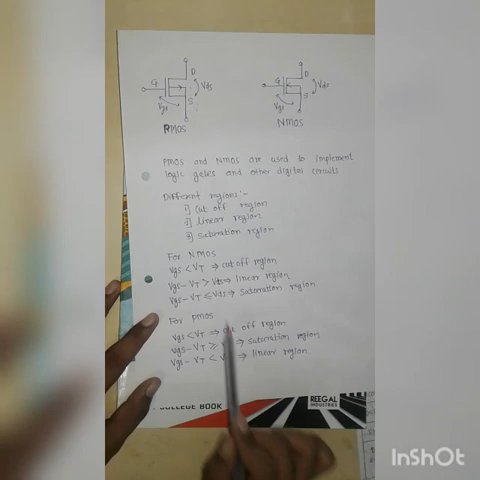 D
G
Vds
S
Vgs
PMOS
D
G
Vds
S
Vgs
NMOS
PMOS and NMOS are used to implement
logic gates and other digital circuits
Different regions:-
1] Cut off region
2] linear region
3] saturation region
For NMOS
Vgs < VT ⇒ cut off region
Vgs - VT > Vds ⇒ linear region
Vgs - VT ≤ Vds ⇒ saturation region
For PMOS
Vgs < VT ⇒ cut off region
Vgs - VT ≥ ⇒ saturation region
Vgs - VT < ⇒ linear region
COLLEGE BOOK
REEGAL
INDUSTRIES
InShOt